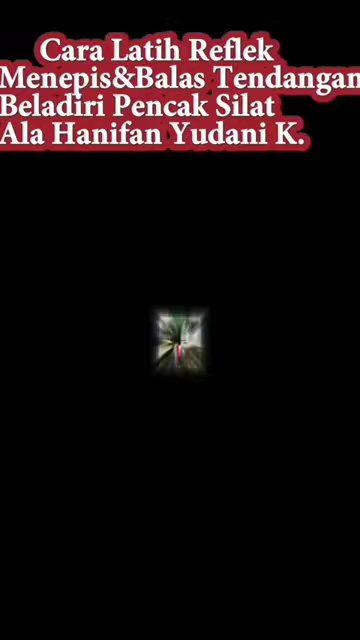 Cara Latih Reflek
Menepis&Balas Tendangan
Beladiri Pencak Silat
Ala Hanifan Yudani K.